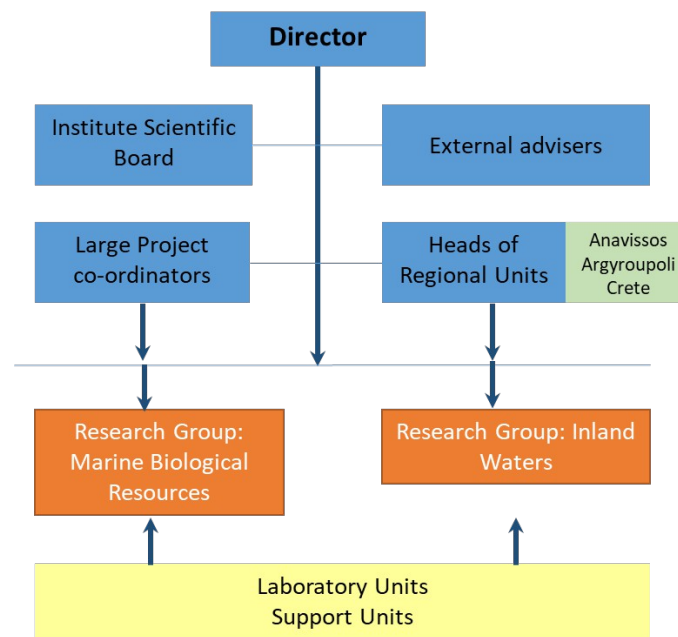 Director
Institute Scientific
Board
External advisers
Large Project
co-ordinators
Heads of
Regional Units
Anavissos
Argyroupoli
Crete
Research Group:
Marine Biological
Resources
Research Group: Inland
Waters
Laboratory Units
Support Units